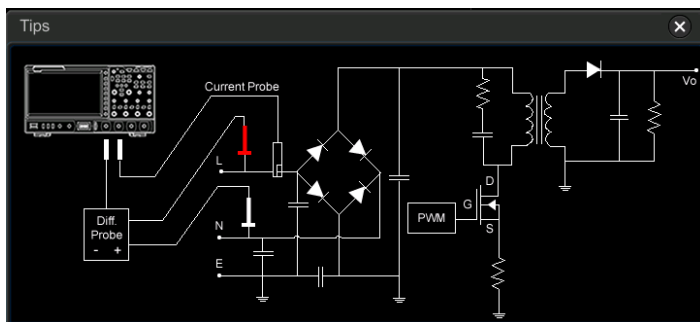 Tips
Current Probe
Vo
L
D
G
PWM
S
Diff.
Probe
- +
N
E